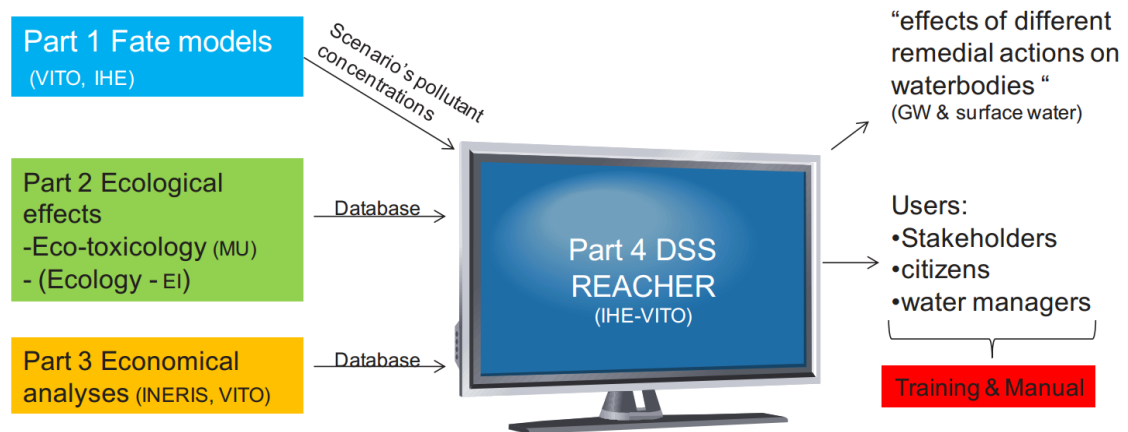 Part 1 Fate models
(VITO, IHE)
Scenario's pollutant
concentrations
Part 2 Ecological
effects
-Eco-toxicology (MU)
- (Ecology - EI)
Database
Part 3 Economical
analyses (INERIS, VITO)
Database
Part 4 DSS
REACHER
(IHE-VITO)
“effects of different
remedial actions on
waterbodies “
(GW & surface water)
Users:
•Stakeholders
•citizens
•water managers
Training & Manual